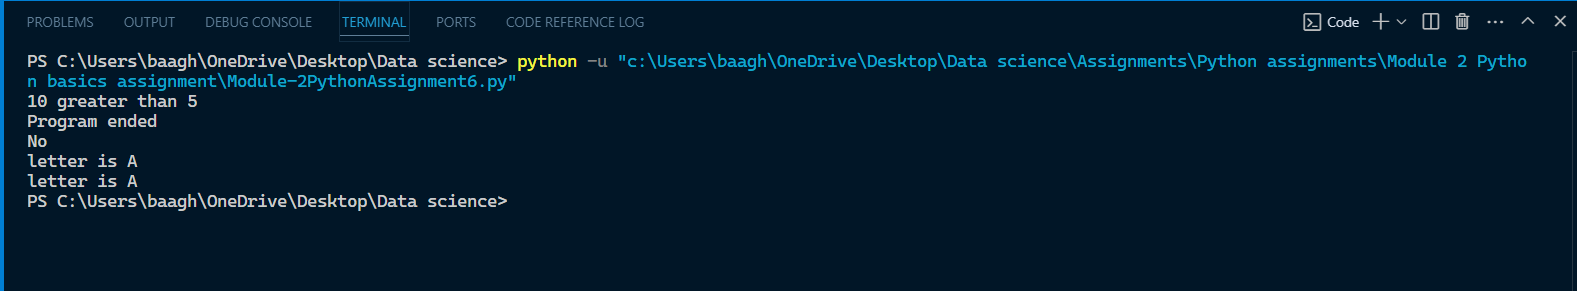 PROBLEMS OUTPUT DEBUG CONSOLE TERMINAL PORTS CODE REFERENCE LOG Code
PS C:\Users\baagh\OneDrive\Desktop\Data science> python -u "c:\Users\baagh\OneDrive\Desktop\Data science\Assignments\Python assignments\Module 2 Pytho
n basics assignment\Module-2PythonAssignment6.py"
10 greater than 5
Program ended
No
letter is A
letter is A
PS C:\Users\baagh\OneDrive\Desktop\Data science>